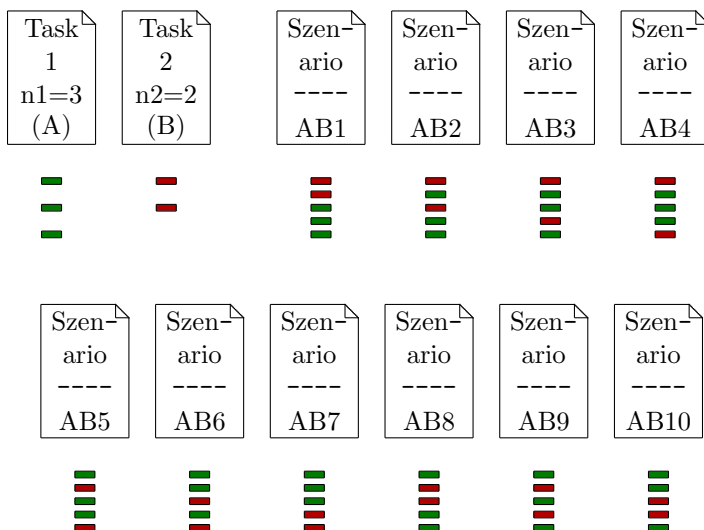 Task
1
n1=3
(A)
Task
2
n2=2
(B)
Szen-
ario
----
AB1
Szen-
ario
----
AB2
Szen-
ario
----
AB3
Szen-
ario
----
AB4
Szen-
ario
----
AB5
Szen-
ario
----
AB6
Szen-
ario
----
AB7
Szen-
ario
----
AB8
Szen-
ario
----
AB9
Szen-
ario
----
AB10